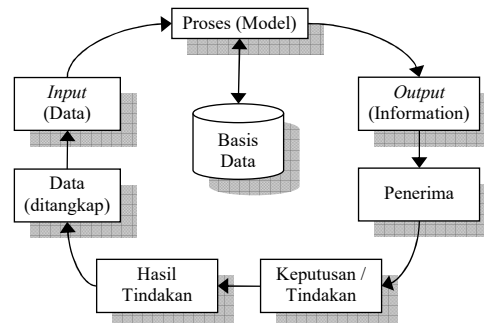 Proses (Model)
Input
(Data)
Output
(Information)
Basis
Data
Data
(ditangkap)
Penerima
Hasil
Tindakan
Keputusan /
Tindakan